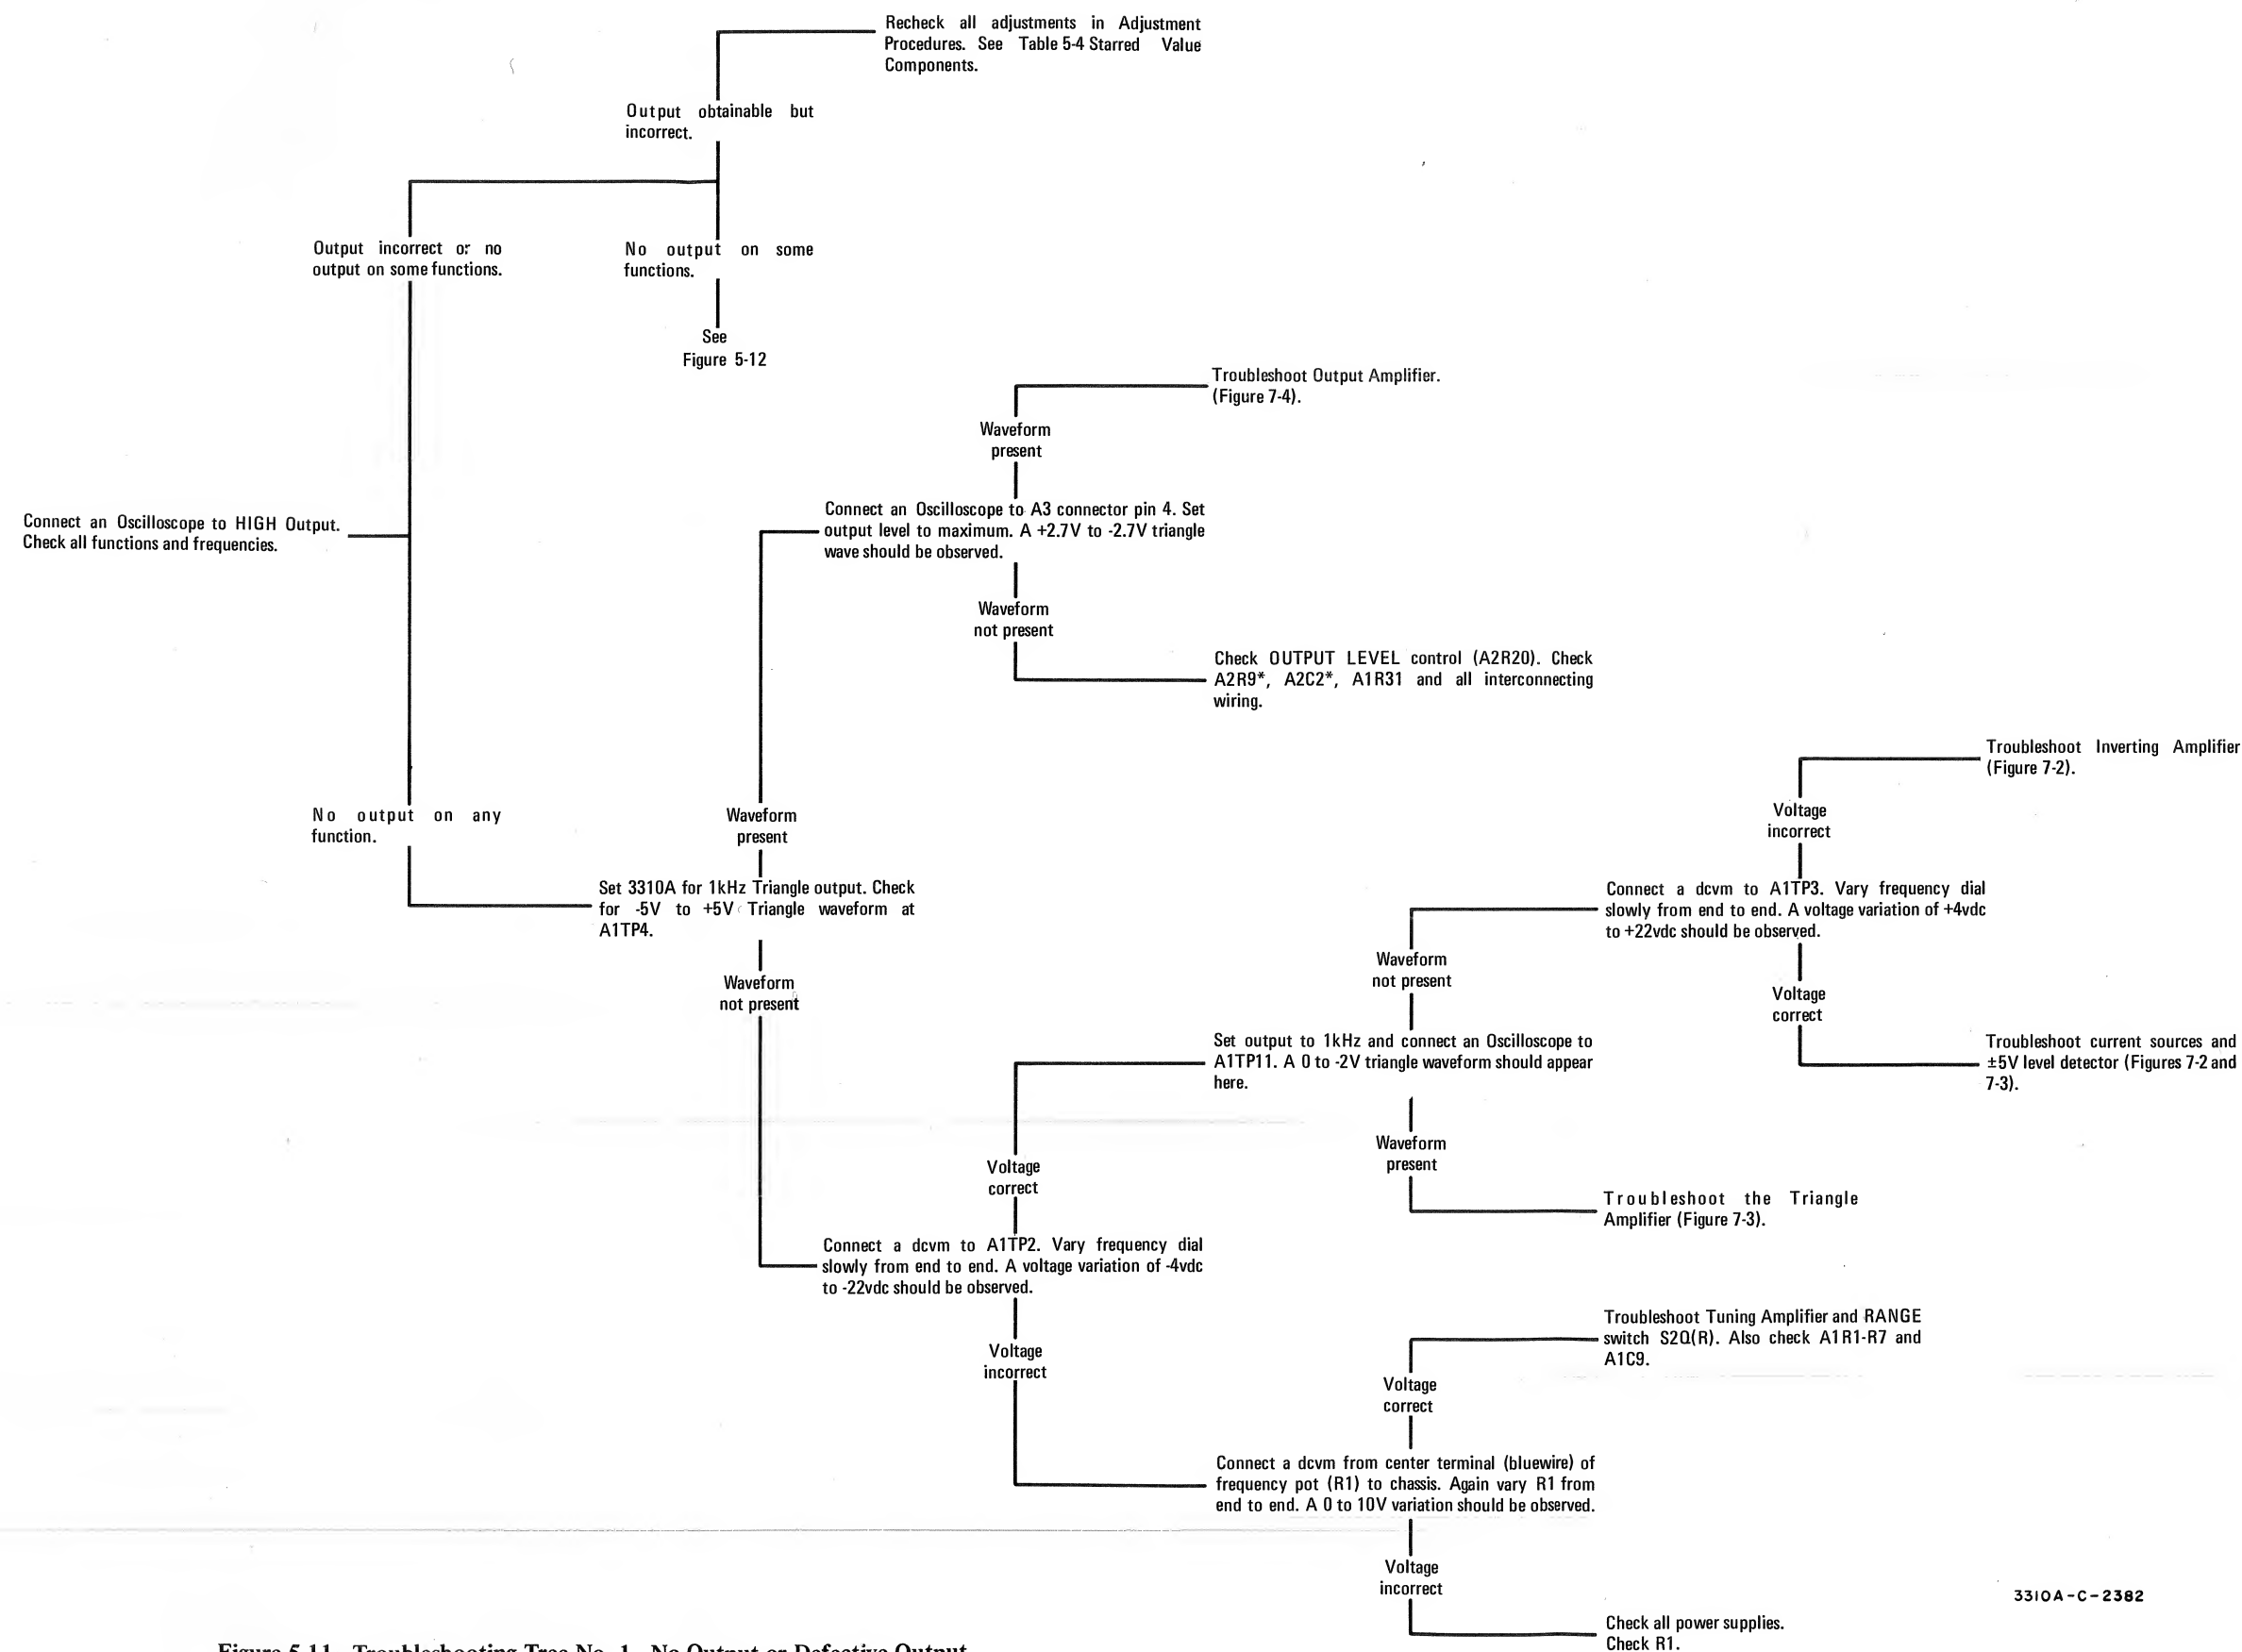 Recheck all adjustments in Adjustment
Procedures. See Table 5-4 Starred Value
Components.
Output obtainable but
incorrect.
Output incorrect or no
output on some functions.
No output on some
functions.
See
Figure 5-12
Troubleshoot Output Amplifier.
(Figure 7-4).
Waveform
present
Connect an Oscilloscope to HIGH Output.
Check all functions and frequencies.
Connect an Oscilloscope to A3 connector pin 4. Set
output level to maximum. A +2.7V to -2.7V triangle
wave should be observed.
Waveform
not present
Check OUTPUT LEVEL control (A2R20). Check
A2R9*, A2C2*, A1R31 and all interconnecting
wiring.
Troubleshoot Inverting Amplifier
(Figure 7-2).
No output on any
function.
Waveform
present
Voltage
incorrect
Set 3310A for 1kHz Triangle output. Check
for -5V to +5V Triangle waveform at
A1TP4.
Connect a dcvm to A1TP3. Vary frequency dial
slowly from end to end. A voltage variation of +4vdc
to +22vdc should be observed.
Waveform
not present
Waveform
not present
Voltage
correct
Set output to 1kHz and connect an Oscilloscope to
A1TP11. A 0 to -2V triangle waveform should appear
here.
Troubleshoot current sources and
±5V level detector (Figures 7-2 and
7-3).
Voltage
correct
Waveform
present
Troubleshoot the Triangle
Amplifier (Figure 7-3).
Connect a dcvm to A1TP2. Vary frequency dial
slowly from end to end. A voltage variation of -4vdc
to -22vdc should be observed.
Voltage
incorrect
Troubleshoot Tuning Amplifier and RANGE
switch S2Q(R). Also check A1R1-R7 and
A1C9.
Voltage
correct
Connect a dcvm from center terminal (bluewire) of
frequency pot (R1) to chassis. Again vary R1 from
end to end. A 0 to 10V variation should be observed.
Voltage
incorrect
3310A-C-2382
Check all power supplies.
Check R1.
Figure 5-11. Troubleshooting Tree No. 1 - No Output or Defective Output